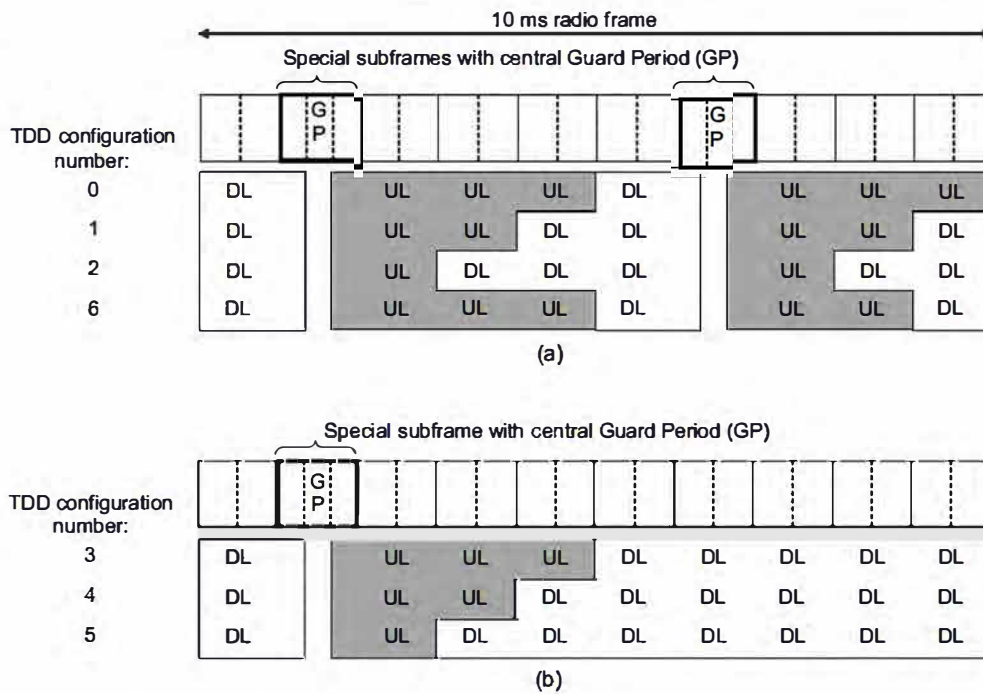 10 ms radio frame
Special subframes with central Guard Period (GP)
G
P
G
P
TDD configuration
number:
0 DL UL UL UL DL UL UL UL
1 DL UL UL DL DL UL UL DL
2 DL UL DL DL DL UL DL DL
6 DL UL UL UL DL UL UL DL
(a)
Special subframe with central Guard Period (GP)
G
P
TDD configuration
number:
3 DL UL UL UL DL DL DL DL DL
4 DL UL UL DL DL DL DL DL DL
5 DL UL DL DL DL DL DL DL DL
(b)